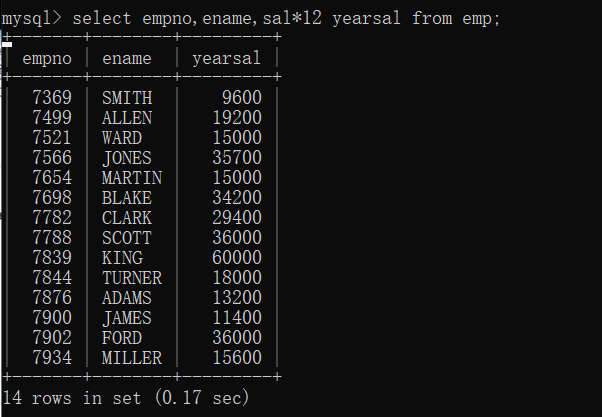 mysql> select empno,ename,sal*12 yearsal from emp;
+-------+--------+---------+
| empno | ename  | yearsal |
+-------+--------+---------+
|  7369 | SMITH  |    9600 |
|  7499 | ALLEN  |   19200 |
|  7521 | WARD   |   15000 |
|  7566 | JONES  |   35700 |
|  7654 | MARTIN |   15000 |
|  7698 | BLAKE  |   34200 |
|  7782 | CLARK  |   29400 |
|  7788 | SCOTT  |   36000 |
|  7839 | KING   |   60000 |
|  7844 | TURNER |   18000 |
|  7876 | ADAMS  |   13200 |
|  7900 | JAMES  |   11400 |
|  7902 | FORD   |   36000 |
|  7934 | MILLER |   15600 |
+-------+--------+---------+
14 rows in set (0.17 sec)